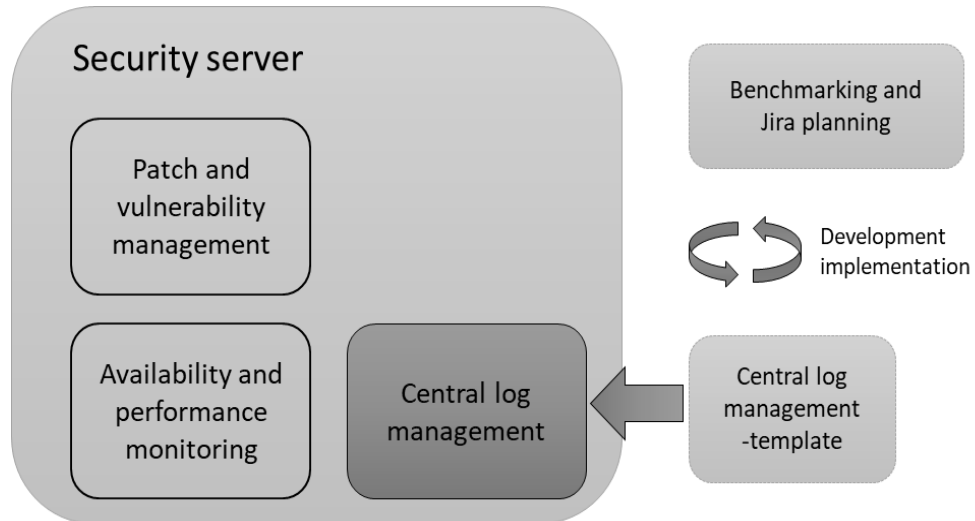 Security server
Patch and
vulnerability
management
Availability and
performance
monitoring
Central log
management
Benchmarking and
Jira planning
Development
implementation
Central log
management
-template